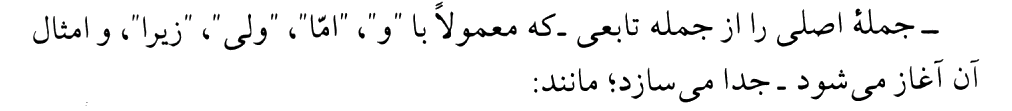 ـ جملهٔ اصلی را از جمله تابعی ـ که معمولاً با "و"، "امّا"، "ولی"، "زیرا"، و امثال
آن آغاز می‌شود ـ جدا می‌سازد؛ مانند: